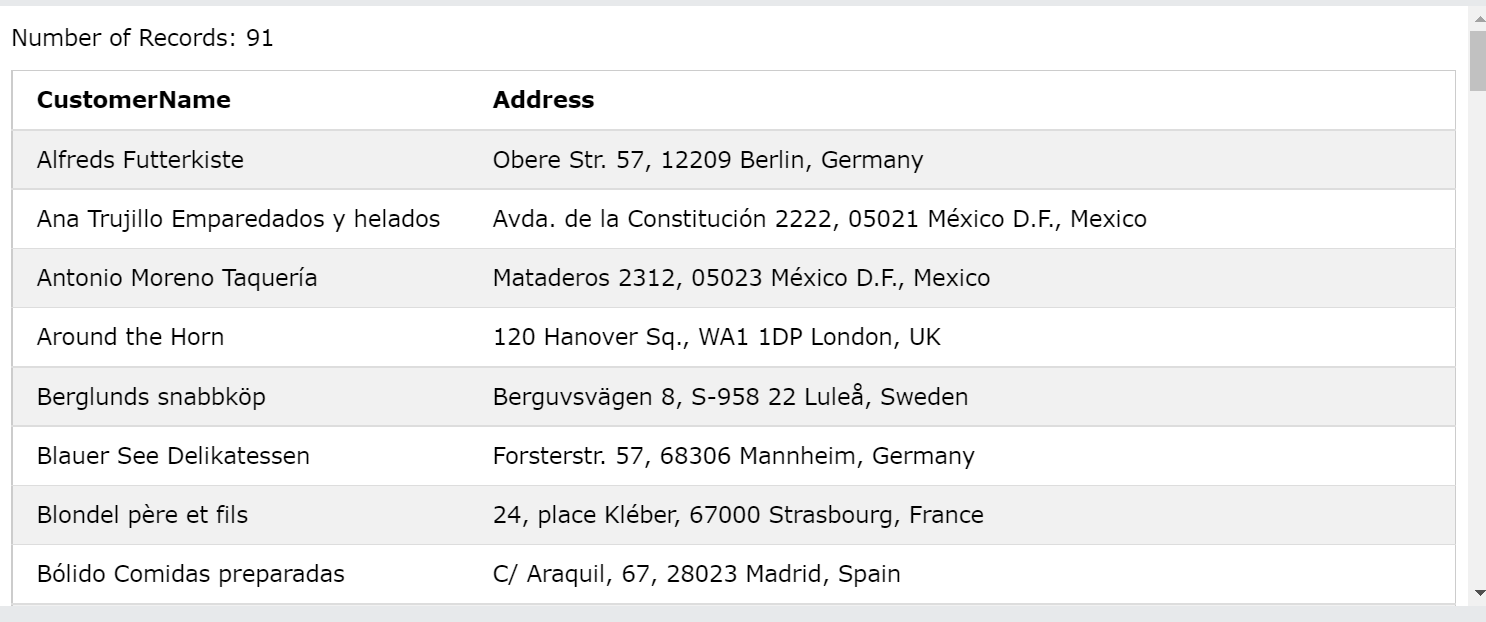 Number of Records: 91
CustomerName Address
Alfreds Futterkiste Obere Str. 57, 12209 Berlin, Germany
Ana Trujillo Emparedados y helados Avda. de la Constitución 2222, 05021 México D.F., Mexico
Antonio Moreno Taquería Mataderos 2312, 05023 México D.F., Mexico
Around the Horn 120 Hanover Sq., WA1 1DP London, UK
Berglunds snabbköp Berguvsvägen 8, S-958 22 Luleå, Sweden
Blauer See Delikatessen Forsterstr. 57, 68306 Mannheim, Germany
Blondel père et fils 24, place Kléber, 67000 Strasbourg, France
Bólido Comidas preparadas C/ Araquil, 67, 28023 Madrid, Spain